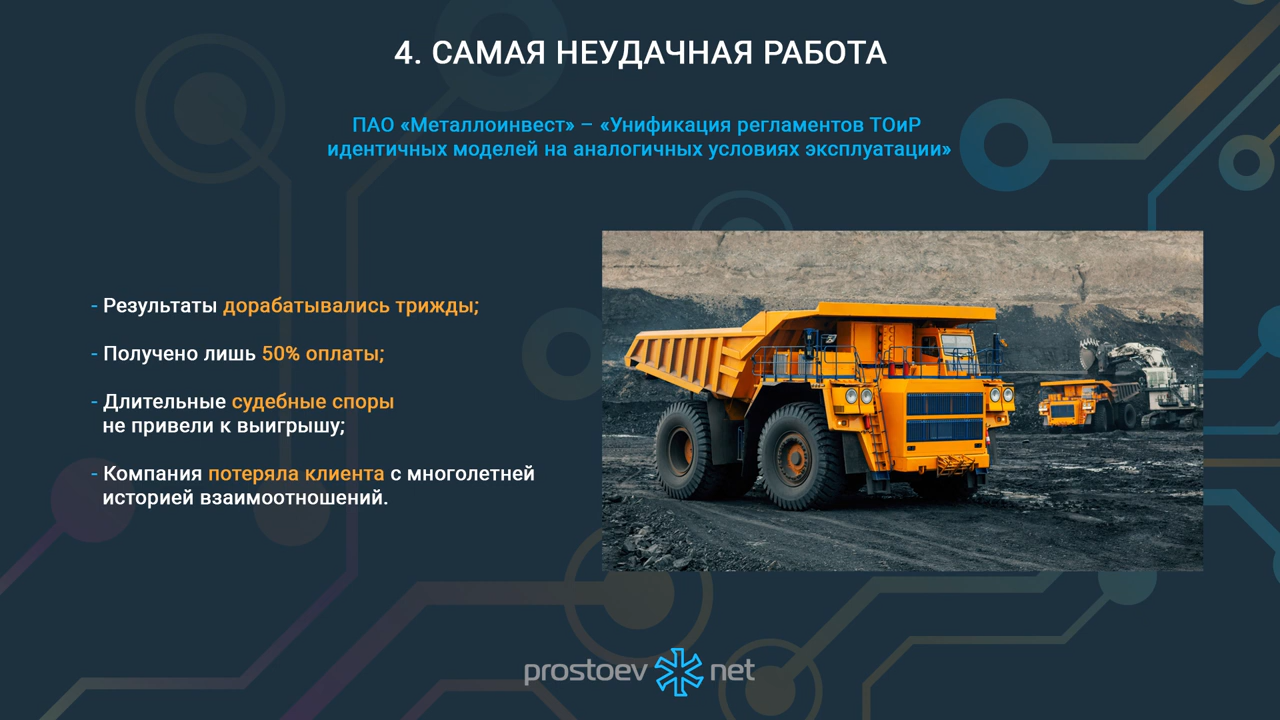 4. САМАЯ НЕУДАЧНАЯ РАБОТА
ПАО «Металлоинвест» – «Унификация регламентов ТОиР
идентичных моделей на аналогичных условиях эксплуатации»
- Результаты дорабатывались трижды;
- Получено лишь 50% оплаты;
- Длительные судебные споры
не привели к выигрышу;
- Компания потеряла клиента с многолетней
историей взаимоотношений.
prostoev net